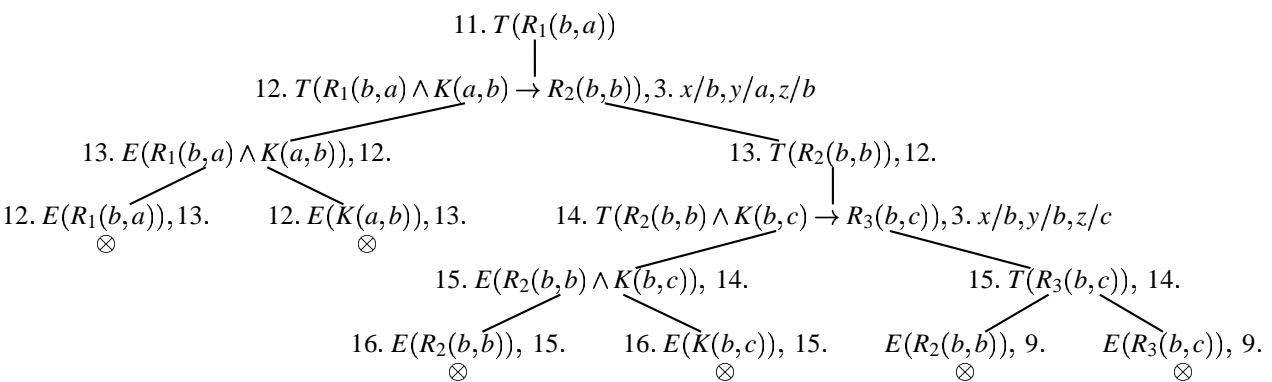 11. T(R₁(b,a))
12. T(R₁(b,a) ∧ K(a,b) → R₂(b,b)), 3. x/b, y/a, z/b
13. E(R₁(b,a) ∧ K(a,b)), 12. 13. T(R₂(b,b)), 12.
12. E(R₁(b,a)), 13. 12. E(K(a,b)), 13. 14. T(R₂(b,b) ∧ K(b,c) → R₃(b,c)), 3. x/b, y/b, z/c
⊗ ⊗
15. E(R₂(b,b) ∧ K(b,c)), 14. 15. T(R₃(b,c)), 14.
16. E(R₂(b,b)), 15. 16. E(K(b,c)), 15. E(R₂(b,b)), 9. E(R₃(b,c)), 9.
⊗ ⊗ ⊗ ⊗